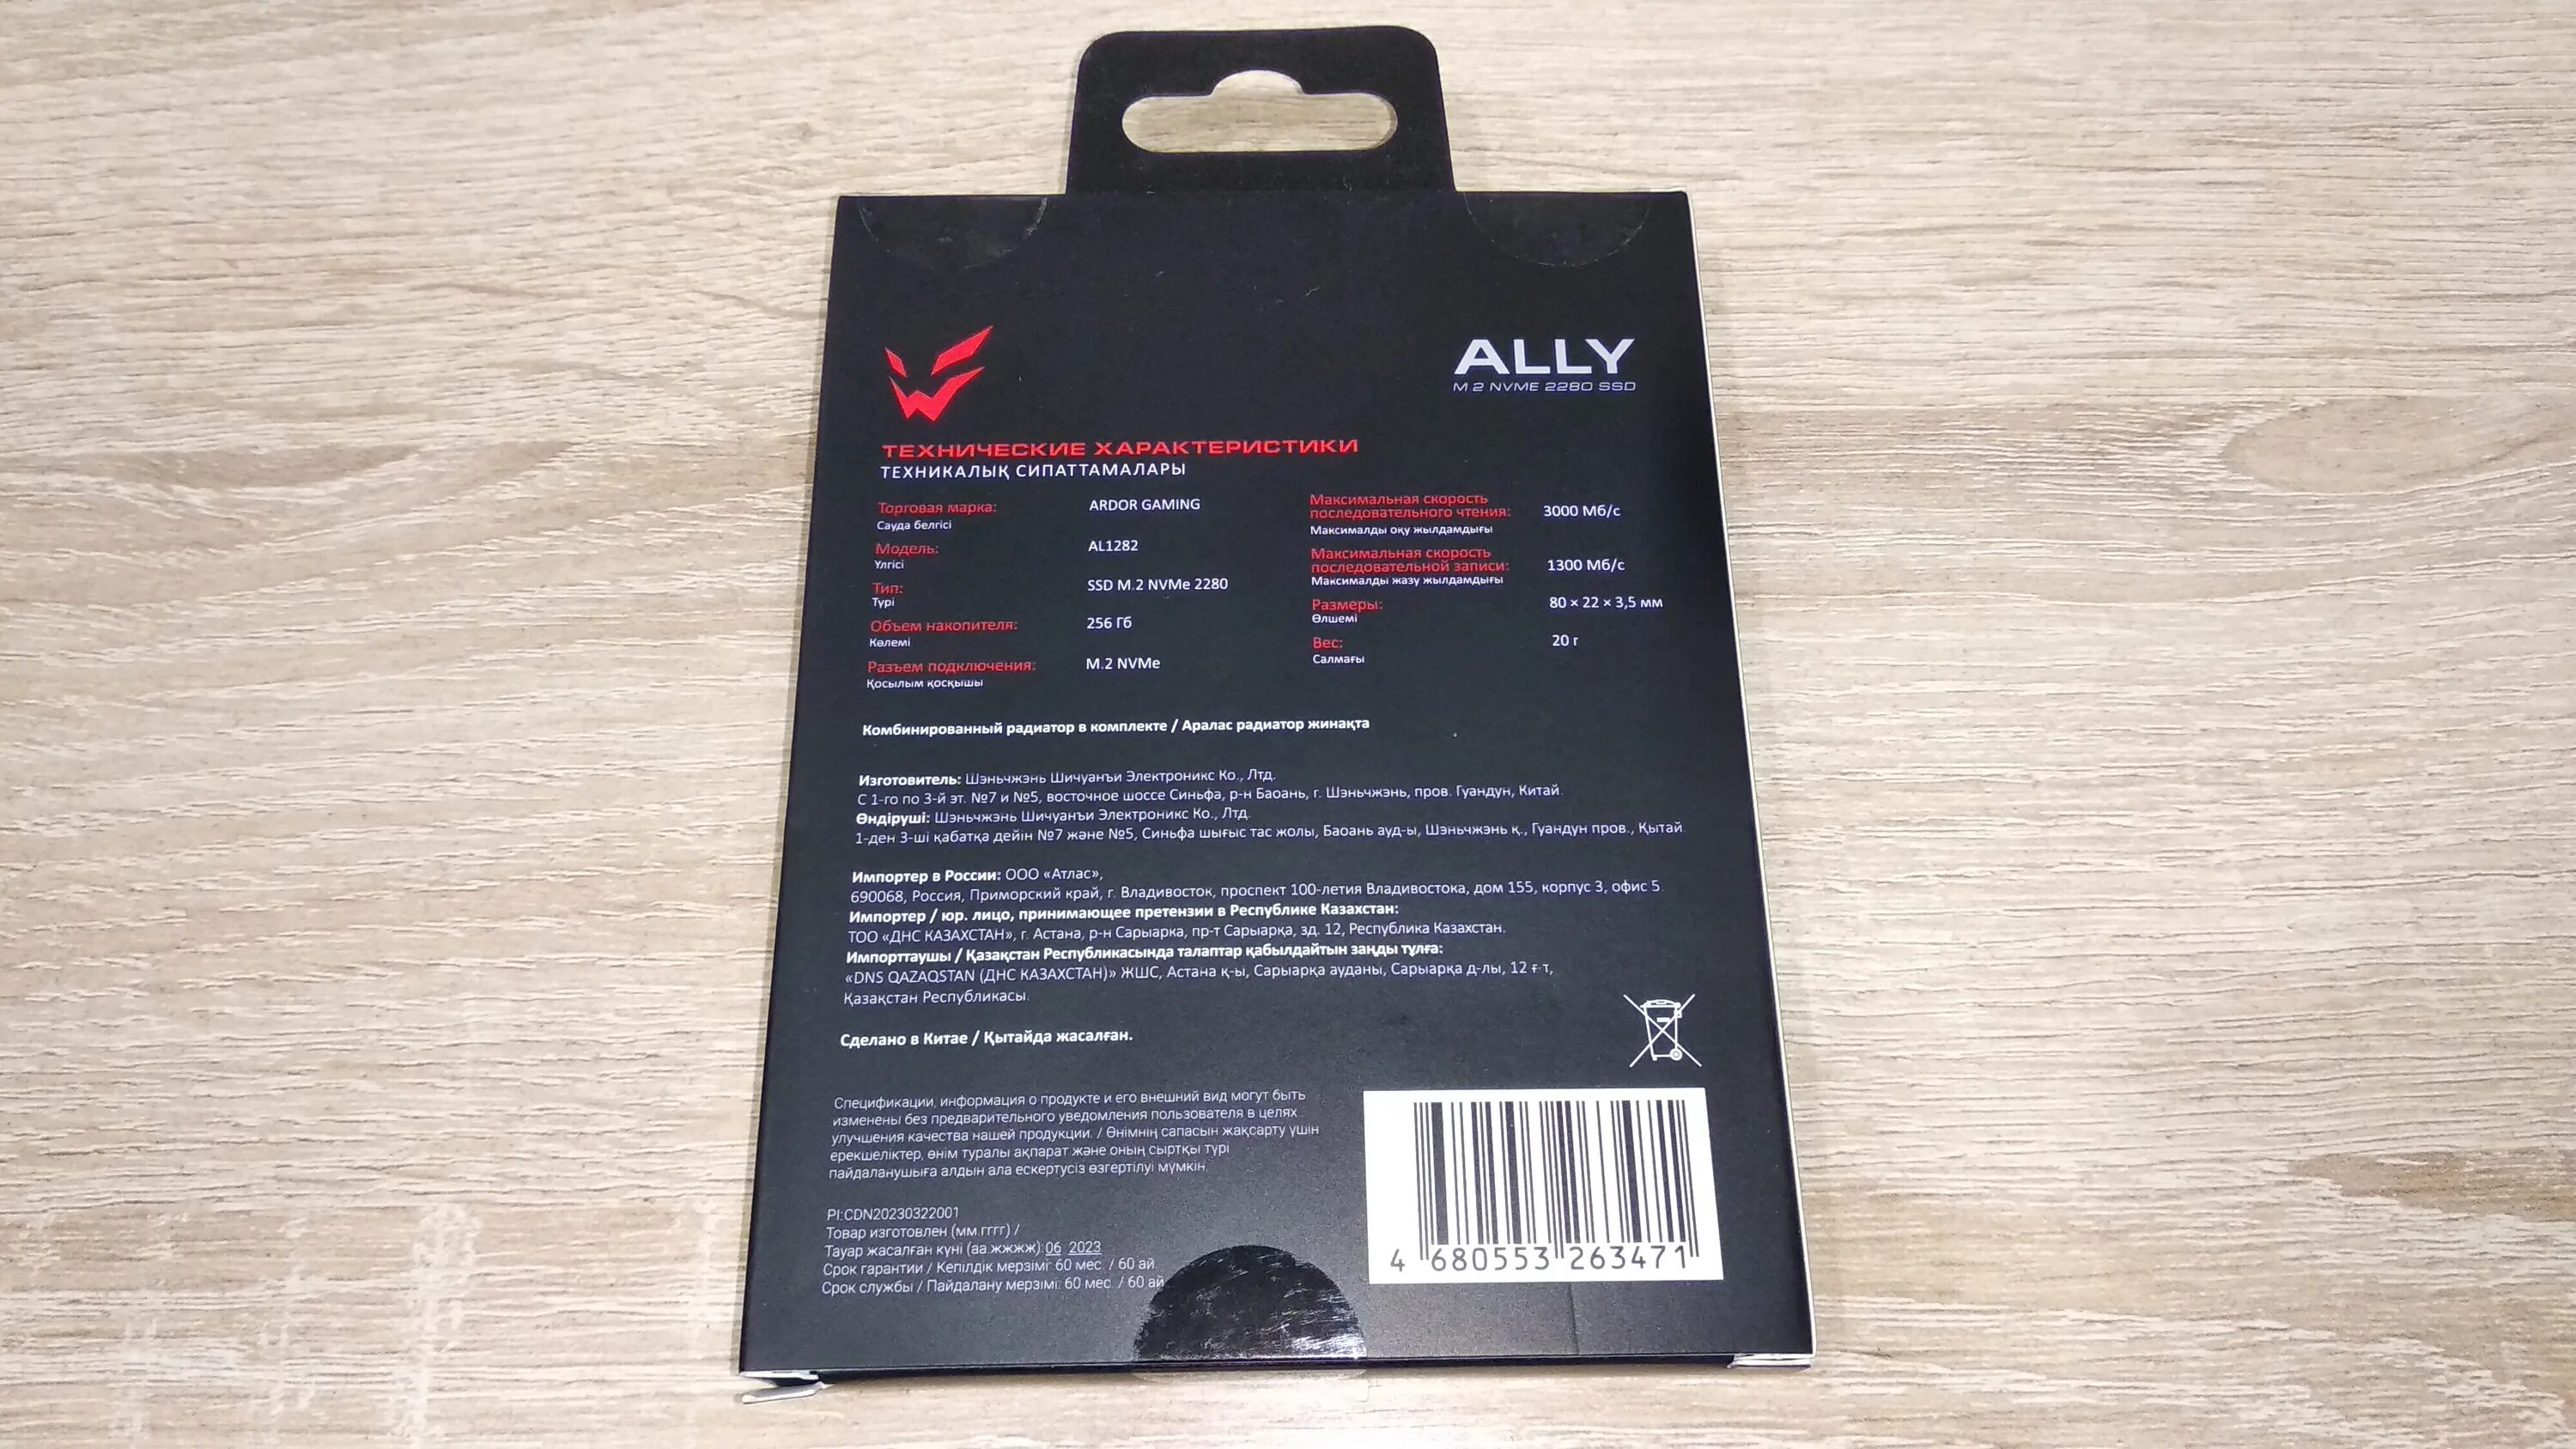 ALLY
M 2 NVME 2280 SSD
ТЕХНИЧЕСКИЕ ХАРАКТЕРИСТИКИ
ТЕХНИКАЛЫҚ СИПАТТАМАЛАРЫ
Торговая марка: ARDOR GAMING
Сауда белгісі
Модель: AL1282
Үлгісі
Тип: SSD M.2 NVMe 2280
Түрі
Объем накопителя: 256 Гб
Көлемі
Разъем подключения: M.2 NVMe
Қосылым қосқышы
Максимальная скорость
последовательного чтения: 3000 Мб/с
Максималды оқу жылдамдығы
Максимальная скорость
последовательной записи: 1300 Мб/с
Максималды жазу жылдамдығы
Размеры: 80 × 22 × 3,5 мм
Өлшемі
Вес: 20 г
Салмағы
Комбинированный радиатор в комплекте / Аралас радиатор жинақта
Изготовитель: Шэньчжэнь Шичуанъи Электроникс Ко., Лтд.
С 1-го по 3-й эт. №7 и №5, восточное шоссе Синьфа, р-н Баоань, г. Шэньчжэнь, пров. Гуандун, Китай.
Өндіруші: Шэньчжэнь Шичуанъи Электроникс Ко., Лтд.
1-ден 3-ші қабатқа дейін №7 және №5, Синьфа шығыс тас жолы, Баоань ауд-ы, Шэньчжэнь қ., Гуандун пров., Қытай.
Импортер в России: ООО «Атлас»,
690068, Россия, Приморский край, г. Владивосток, проспект 100-летия Владивостока, дом 155, корпус 3, офис 5.
Импортер / юр. лицо, принимающее претензии в Республике Казахстан:
ТОО «ДНС КАЗАХСТАН», г. Астана, р-н Сарыарка, пр-т Сарыарқа, зд. 12, Республика Казахстан.
Импорттаушы / Қазақстан Республикасында талаптар қабылдайтын заңды тұлға:
«DNS QAZAQSTAN (ДНС КАЗАХСТАН)» ЖШС, Астана қ-ы, Сарыарқа ауданы, Сарыарқа д-лы, 12 ғ-т,
Қазақстан Республикасы.
Сделано в Китае / Қытайда жасалған.
Спецификации, информация о продукте и его внешний вид могут быть
изменены без предварительного уведомления пользователя в целях
улучшения качества нашей продукции. / Өнімнің сапасын жақсарту үшін
ерекшеліктер, өнім туралы ақпарат және оның сыртқы түрі
пайдаланушыға алдын ала ескертусіз өзгертілуі мүмкін.
PI:CDN20230322001
Товар изготовлен (мм.гггг) /
Тауар жасалған күні (аа.жжжж):06 2023
Срок гарантии / Кепілдік мерзімі: 60 мес. / 60 ай.
Срок службы / Пайдалану мерзімі: 60 мес. / 60 ай.
4 680553 263471